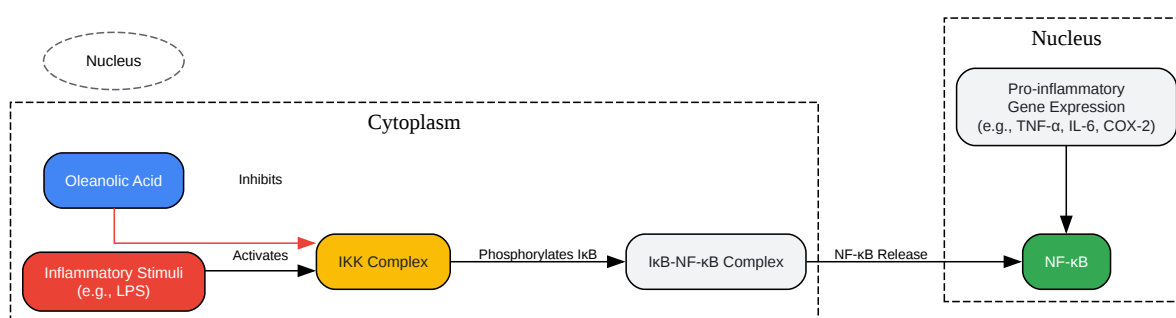 Nucleus
Nucleus
Pro-inflammatory
Gene Expression
(e.g., TNF-α, IL-6, COX-2)
Cytoplasm
Oleanolic Acid
Inhibits
Activates
Inflammatory Stimuli
(e.g., LPS)
IKK Complex
Phosphorylates IκB
IκB-NF-κB Complex
NF-κB Release
NF-κB